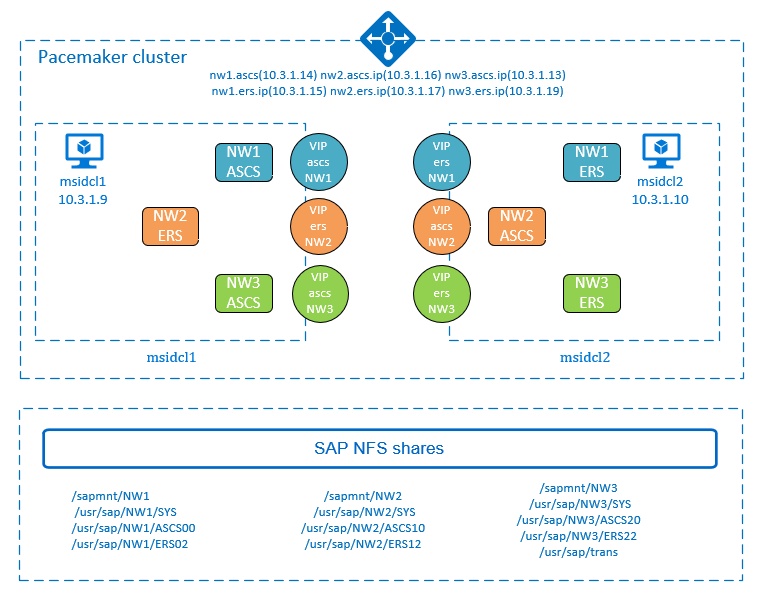 Pacemaker cluster
nw1.ascs(10.3.1.14) nw2.ascs.ip(10.3.1.16) nw3.ascs.ip(10.3.1.13)
nw1.ers.ip(10.3.1.15) nw2.ers.ip(10.3.1.17) nw3.ers.ip(10.3.1.19)
msidcl1
10.3.1.9
NW1
ASCS
VIP
ascs
NW1
VIP
ers
NW1
NW1
ERS
msidcl2
10.3.1.10
NW2
ERS
VIP
ers
NW2
VIP
ascs
NW2
NW2
ASCS
NW3
ASCS
VIP
ascs
NW3
VIP
ers
NW3
NW3
ERS
msidcl1
msidcl2
SAP NFS shares
/sapmnt/NW1
/usr/sap/NW1/SYS
/usr/sap/NW1/ASCS00
/usr/sap/NW1/ERS02
/sapmnt/NW2
/usr/sap/NW2/SYS
/usr/sap/NW2/ASCS10
/usr/sap/NW2/ERS12
/sapmnt/NW3
/usr/sap/NW3/SYS
/usr/sap/NW3/ASCS20
/usr/sap/NW3/ERS22
/usr/sap/trans